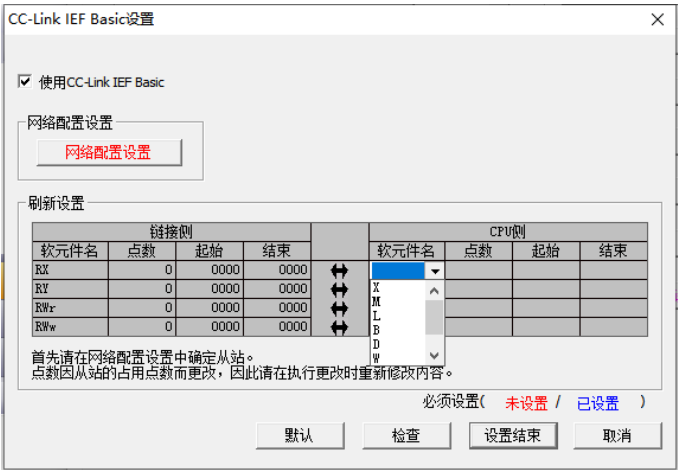 CC-Link IEF Basic设置
使用CC-Link IEF Basic
网络配置设置
网络配置设置
刷新设置
链接侧 CPU侧
软元件名 点数 起始 结束 软元件名 点数 起始 结束
RX 0 0000 0000
RY 0 0000 0000
RWr 0 0000 0000
RWw 0 0000 0000
X
M
L
B
D
W
首先请在网络配置设置中确定从站。
点数因从站的占用点数而更改，因此请在执行更改时重新修改内容。
必须设置( 未设置 / 已设置 )
默认 检查 设置结束 取消